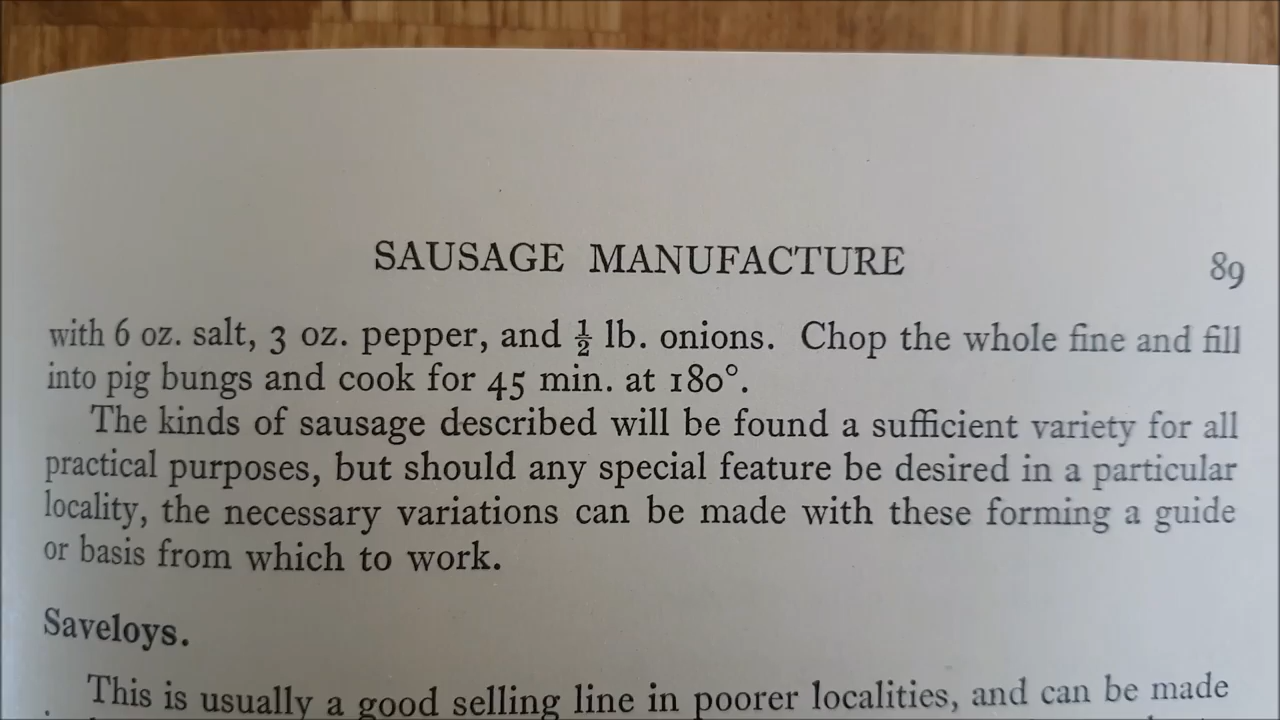 SAUSAGE MANUFACTURE 89
with 6 oz. salt, 3 oz. pepper, and ½ lb. onions. Chop the whole fine and fill
into pig bungs and cook for 45 min. at 180°.
The kinds of sausage described will be found a sufficient variety for all
practical purposes, but should any special feature be desired in a particular
locality, the necessary variations can be made with these forming a guide
or basis from which to work.
Saveloys.
This is usually a good selling line in poorer localities, and can be made